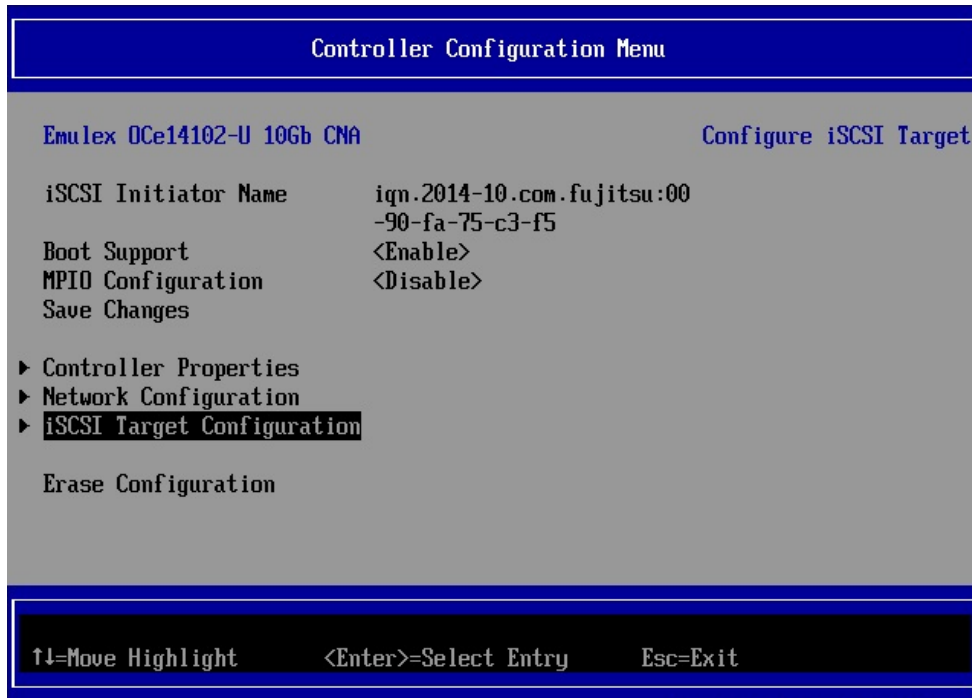 Controller Configuration Menu
Emulex OCe14102-U 10Gb CNA Configure iSCSI Target
iSCSI Initiator Name iqn.2014-10.com.fujitsu:00
-90-fa-75-c3-f5
Boot Support <Enable>
MPIO Configuration <Disable>
Save Changes
Controller Properties
Network Configuration
iSCSI Target Configuration
Erase Configuration
↑↓=Move Highlight <Enter>=Select Entry Esc=Exit